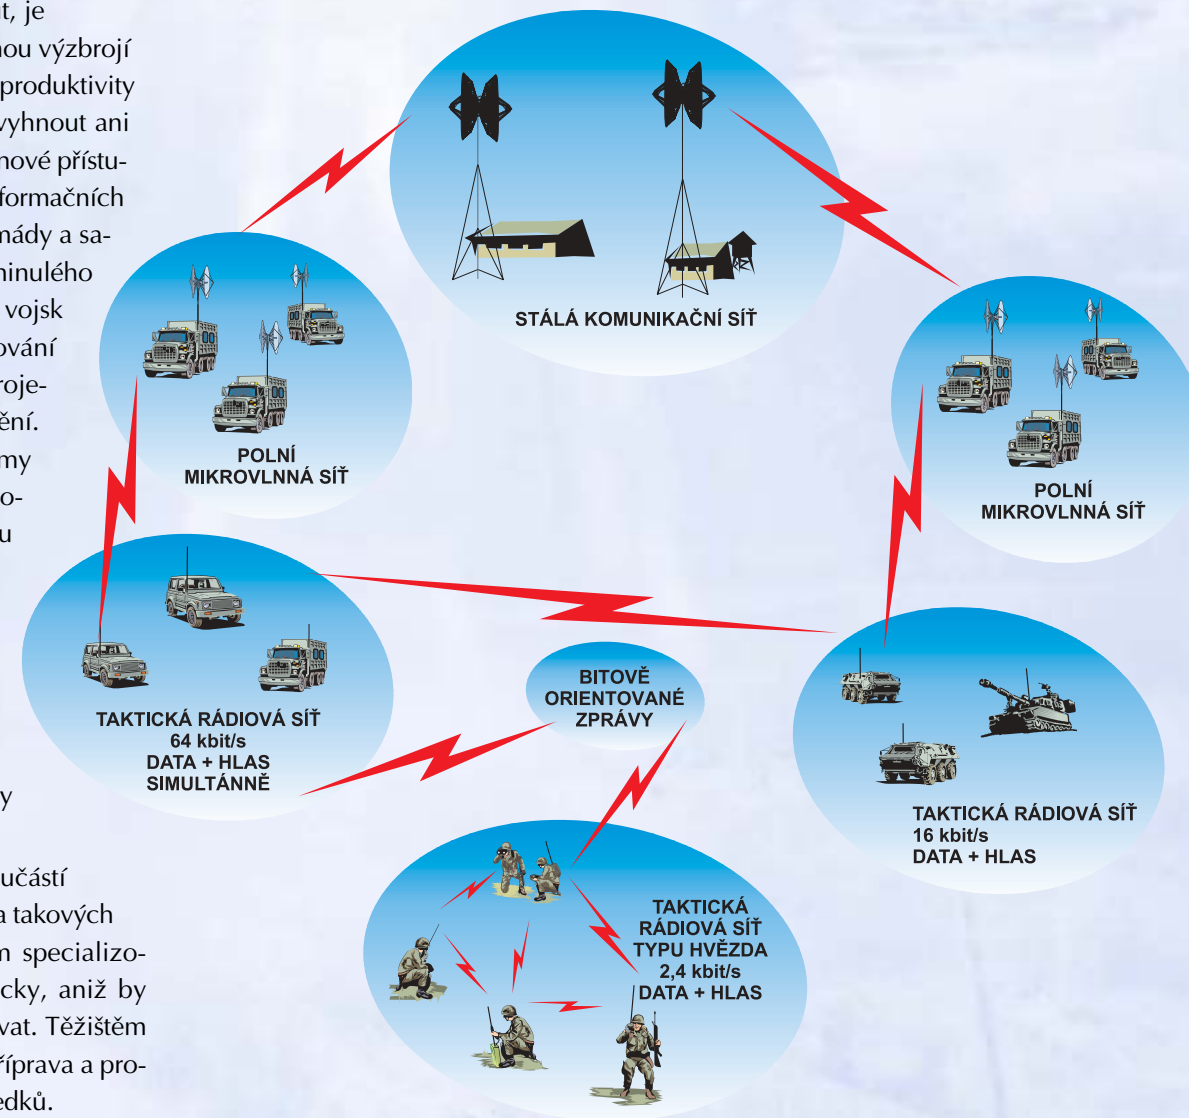 t, je
nou výzbrojí
produktivity
vyhnout ani
nové přístu-
formačních
mády a sa-
minulého
vojsk
ování
roje-
ění.
my
o-
u
y
učástí
a takových
m specializo-
cky, aniž by
vat. Těžištěm
říprava a pro-
edků.
STÁLÁ KOMUNIKAČNÍ SÍŤ
POLNÍ
MIKROVLNNÁ SÍŤ
POLNÍ
MIKROVLNNÁ SÍŤ
TAKTICKÁ RÁDIOVÁ SÍŤ
64 kbit/s
DATA + HLAS
SIMULTÁNNĚ
BITOVĚ
ORIENTOVANÉ
ZPRÁVY
TAKTICKÁ RÁDIOVÁ SÍŤ
16 kbit/s
DATA + HLAS
TAKTICKÁ
RÁDIOVÁ SÍŤ
TYPU HVĚZDA
2,4 kbit/s
DATA + HLAS